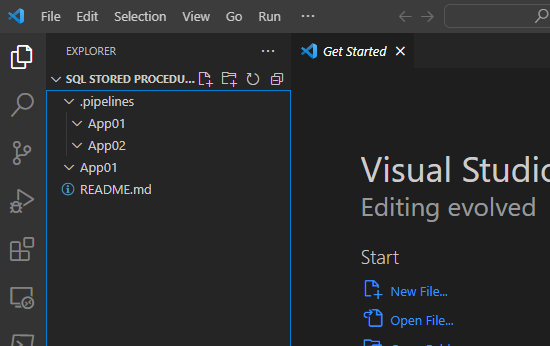 File Edit Selection View Go Run ···
EXPLORER ···
SQL STORED PROCEDU...
.pipelines
App01
App02
App01
README.md
Get Started
Visual Studio
Editing evolved
Start
New File...
Open File...